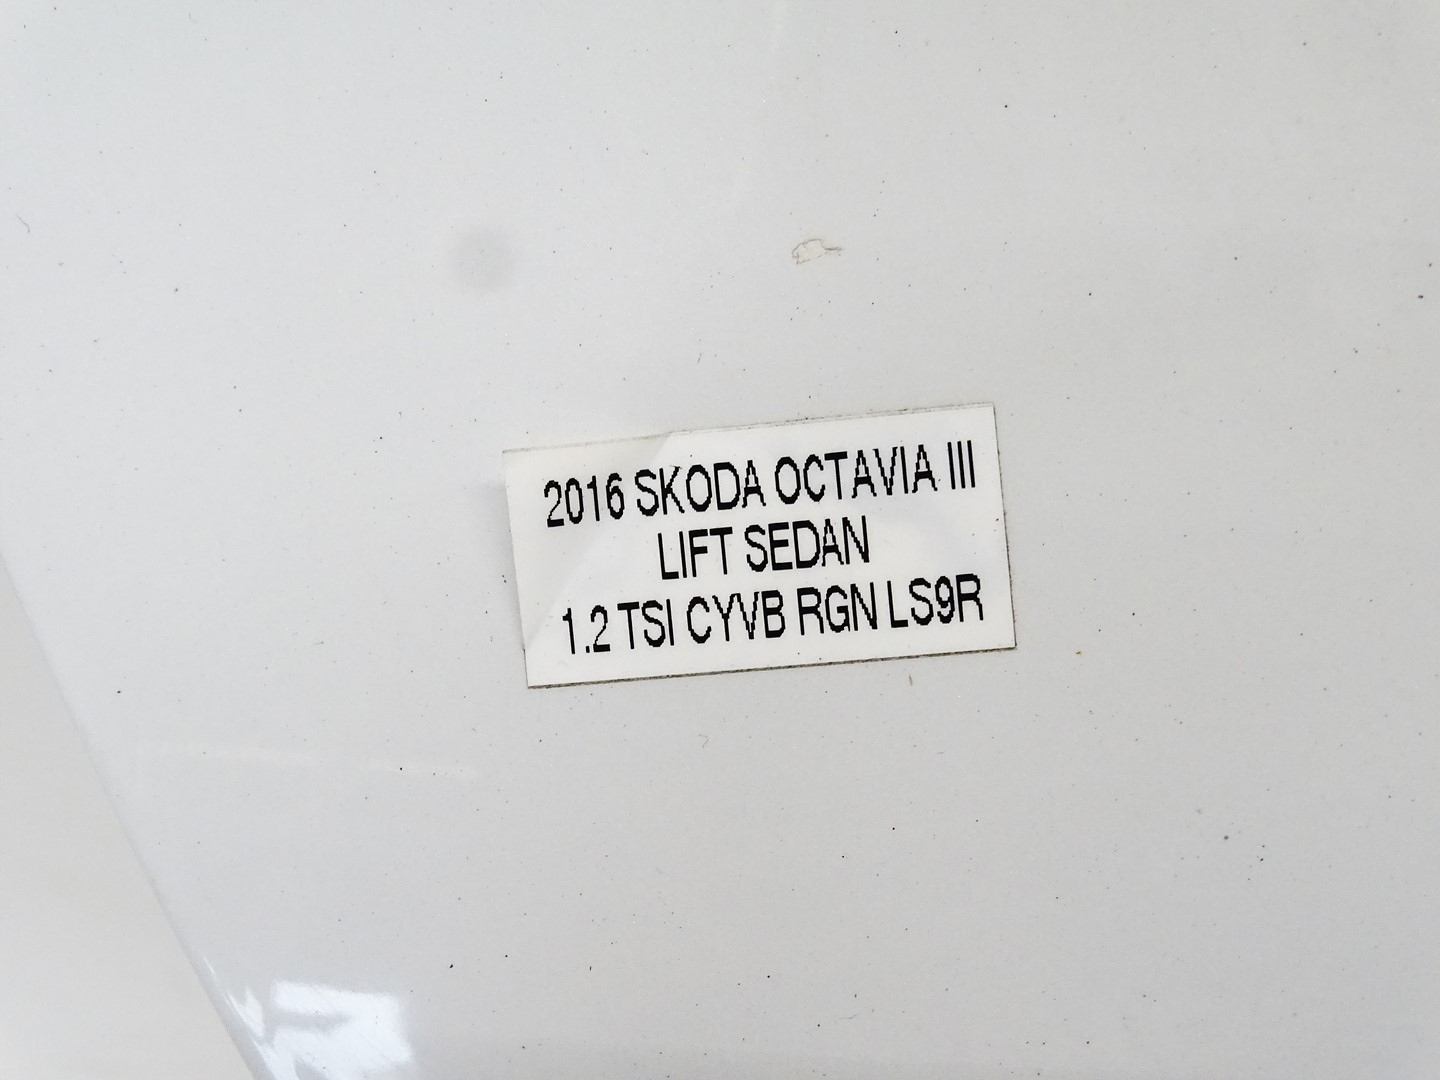 2016 SKODA OCTAVIA III
LIFT SEDAN
1.2 TSI CYVB RGN LS9R